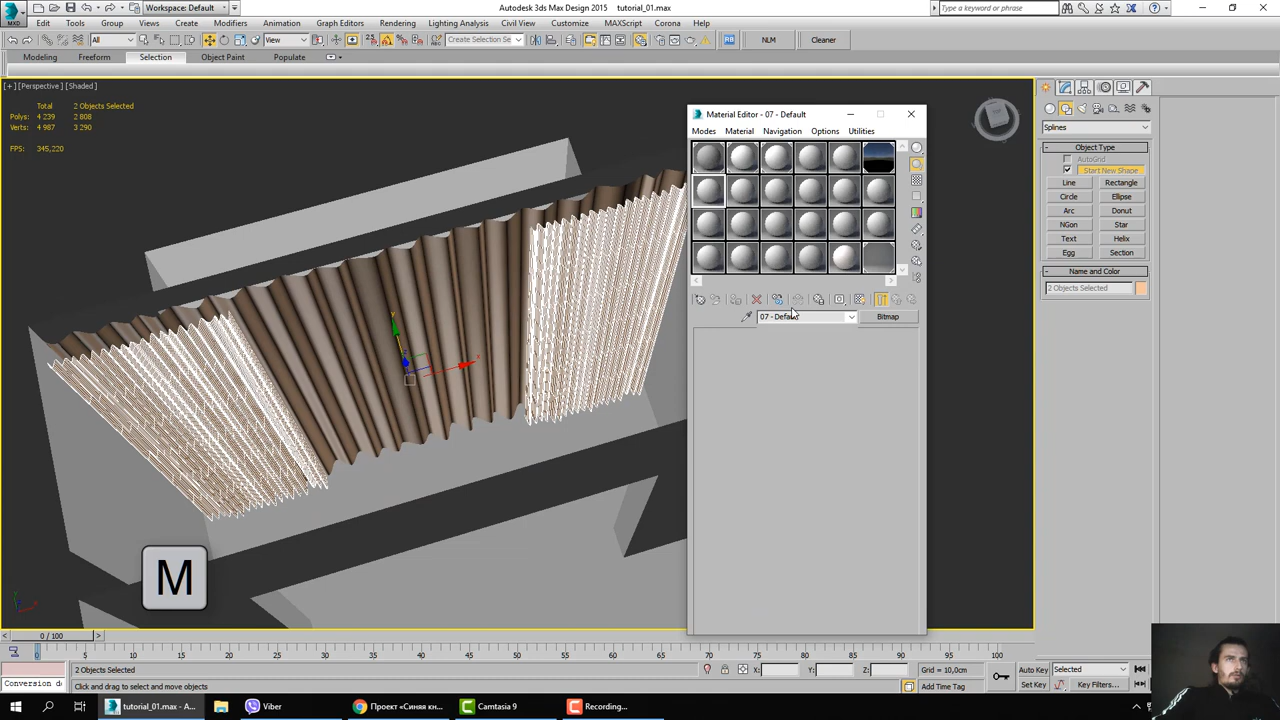 Workspace: Default
Autodesk 3ds Max Design 2015
tutorial_01.max
Type a keyword or phrase
Edit Tools Group Views Create Modifiers Animation Graph Editors Rendering Lighting Analysis Civil View Customize MAXScript Corona Help
All
View
Create Selection Se
NLM
Cleaner
Modeling Freeform Selection Object Paint Populate
[+] [Perspective] [Shaded]
Total 2 Objects Selected
Polys: 4 239 2 808
Verts: 4 987 3 290
FPS: 345,220
Material Editor - 07 - Default
Modes Material Navigation Options Utilities
07 - Default
Bitmap
Splines
Object Type
AutoGrid
Start New Shape
Line Rectangle
Circle Ellipse
Arc Donut
NGon Star
Text Helix
Egg Section
Name and Color
2 Objects Selected
M
0 / 100
0 5 10 15 20 25 30 35 40 45 50 55 60 65 70 75 80 85 90 95 100
2 Objects Selected
X: Y: Z:
Grid = 10,0cm
Auto Key
Selected
Conversion d
Click and drag to select and move objects
Add Time Tag
Set Key
Key Filters...
tutorial_01.max - A...
Viber
Проект «Синяя кн...
Camtasia 9
Recording...